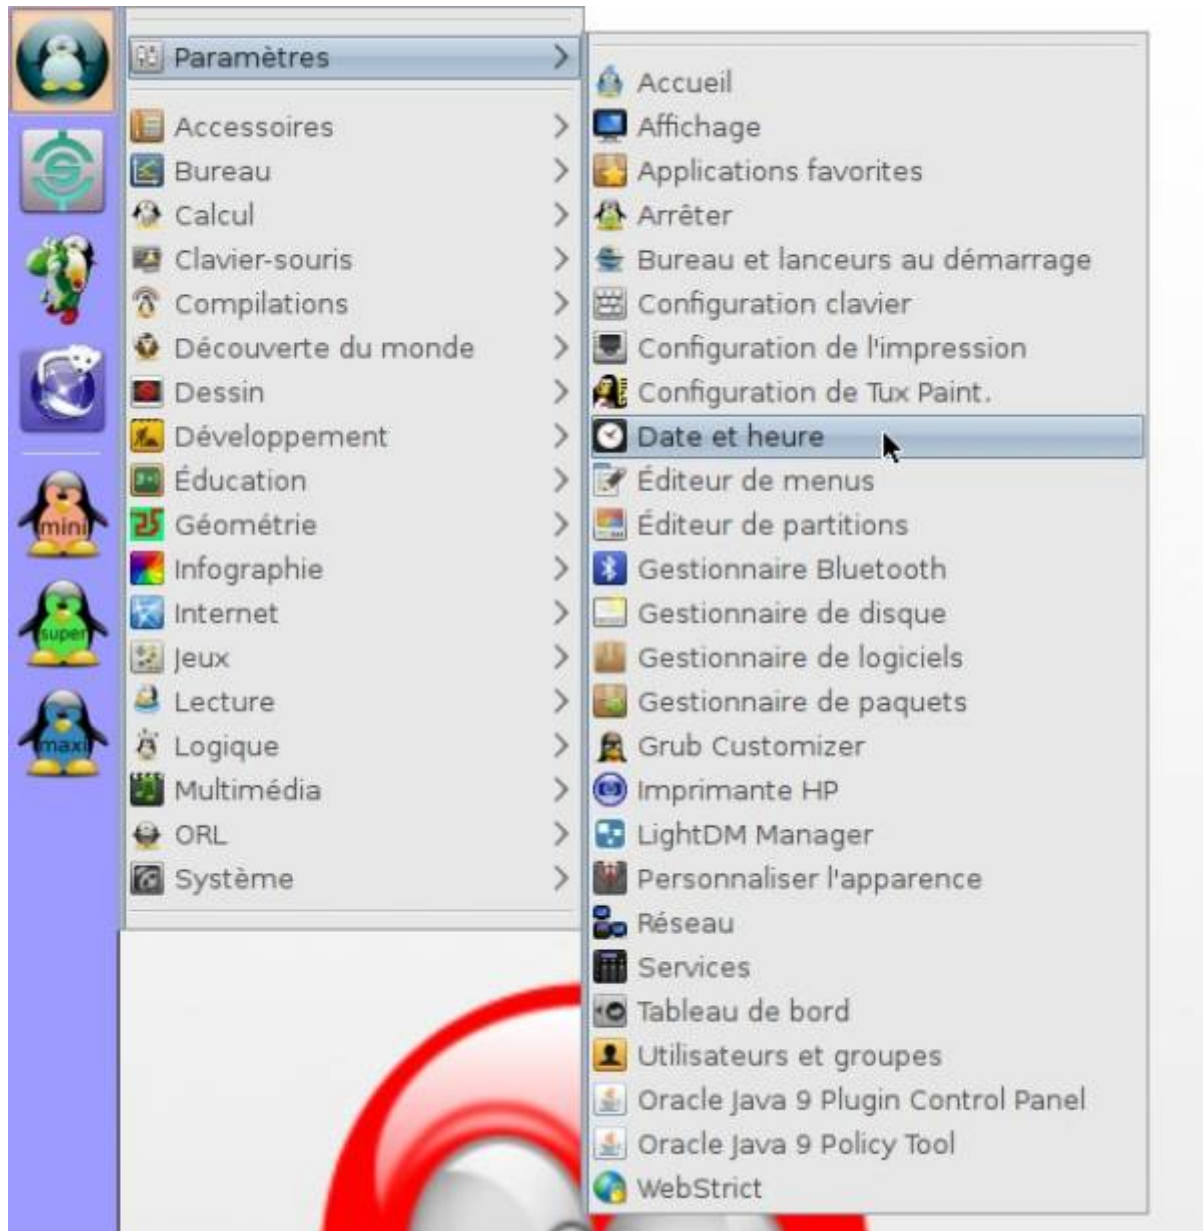 Paramètres
Accessoires
Bureau
Calcul
Clavier-souris
Compilations
Découverte du monde
Dessin
Développement
Éducation
Géométrie
Infographie
Internet
Jeux
Lecture
Logique
Multimédia
ORL
Système
Accueil
Affichage
Applications favorites
Arrêter
Bureau et lanceurs au démarrage
Configuration clavier
Configuration de l'impression
Configuration de Tux Paint.
Date et heure
Éditeur de menus
Éditeur de partitions
Gestionnaire Bluetooth
Gestionnaire de disque
Gestionnaire de logiciels
Gestionnaire de paquets
Grub Customizer
Imprimante HP
LightDM Manager
Personnaliser l'apparence
Réseau
Services
Tableau de bord
Utilisateurs et groupes
Oracle Java 9 Plugin Control Panel
Oracle Java 9 Policy Tool
WebStrict
mini
super
maxi